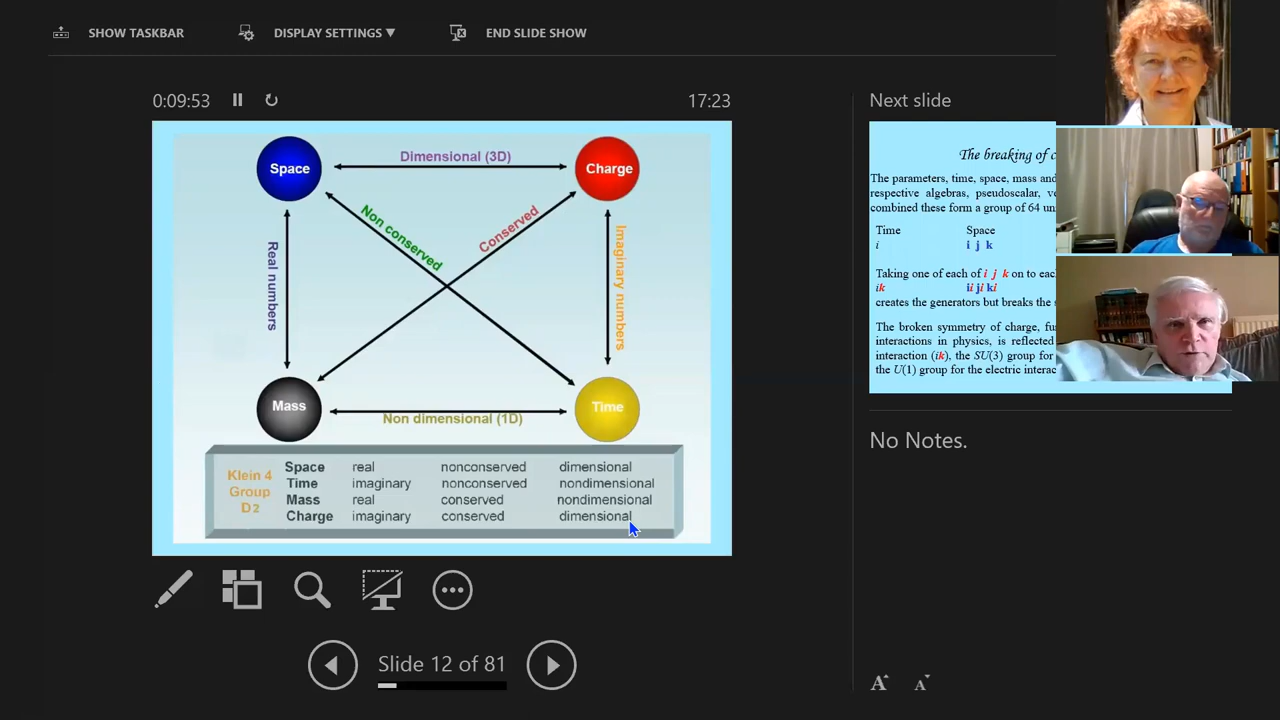 SHOW TASKBAR
DISPLAY SETTINGS ▼
END SLIDE SHOW
0:09:53
17:23
Space
Dimensional (3D)
Charge
Non conserved
Conserved
Real numbers
Imaginary numbers
Mass
Non dimensional (1D)
Time
Klein 4
Group
D2
Space real nonconserved dimensional
Time imaginary nonconserved nondimensional
Mass real conserved nondimensional
Charge imaginary conserved dimensional
Slide 12 of 81
Next slide
The breaking of c
The parameters, time, space, mass and
respective algebras, pseudoscalar, ve
combined these form a group of 64 un
Time Space
i i j k
Taking one of each of i j k on to each
ik ii ji ki
creates the generators but breaks the s
The broken symmetry of charge, fu
interactions in physics, is reflected
interaction (ik), the SU(3) group for
the U(1) group for the electric interac
No Notes.
A A